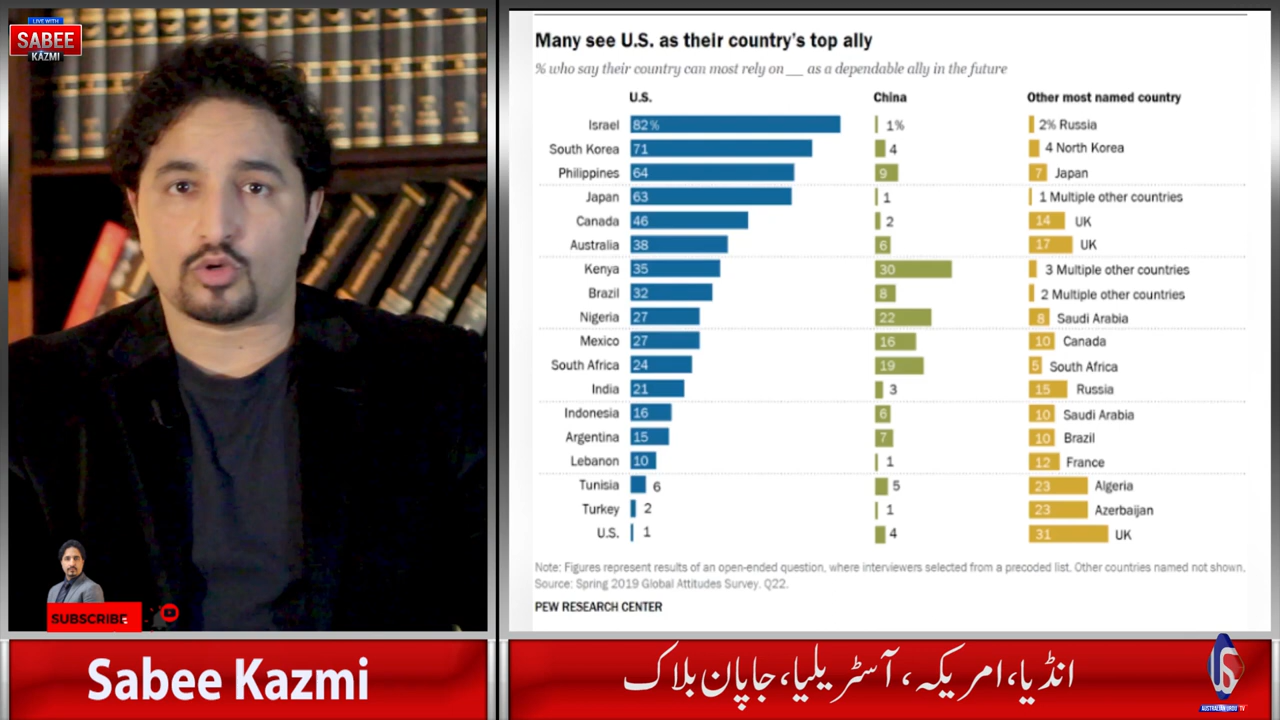 LIVE WITH
SABEE
KAZMI
Many see U.S. as their country's top ally
% who say their country can most rely on __ as a dependable ally in the future
U.S. China Other most named country
Israel 82% 1% 2% Russia
South Korea 71 4 4 North Korea
Philippines 64 9 7 Japan
Japan 63 1 1 Multiple other countries
Canada 46 2 14 UK
Australia 38 6 17 UK
Kenya 35 30 3 Multiple other countries
Brazil 32 8 2 Multiple other countries
Nigeria 27 22 8 Saudi Arabia
Mexico 27 16 10 Canada
South Africa 24 19 5 South Africa
India 21 3 15 Russia
Indonesia 16 6 10 Saudi Arabia
Argentina 15 7 10 Brazil
Lebanon 10 1 12 France
Tunisia 6 5 23 Algeria
Turkey 2 1 23 Azerbaijan
U.S. 1 4 31 UK
Note: Figures represent results of an open-ended question, where interviewers selected from a precoded list. Other countries named not shown.
Source: Spring 2019 Global Attitudes Survey. Q22.
PEW RESEARCH CENTER
SUBSCRIBE
Sabee Kazmi
انڈیا، امریکہ، آسٹریلیا، جاپان بلاک
AUSTRALIAN URDU TV